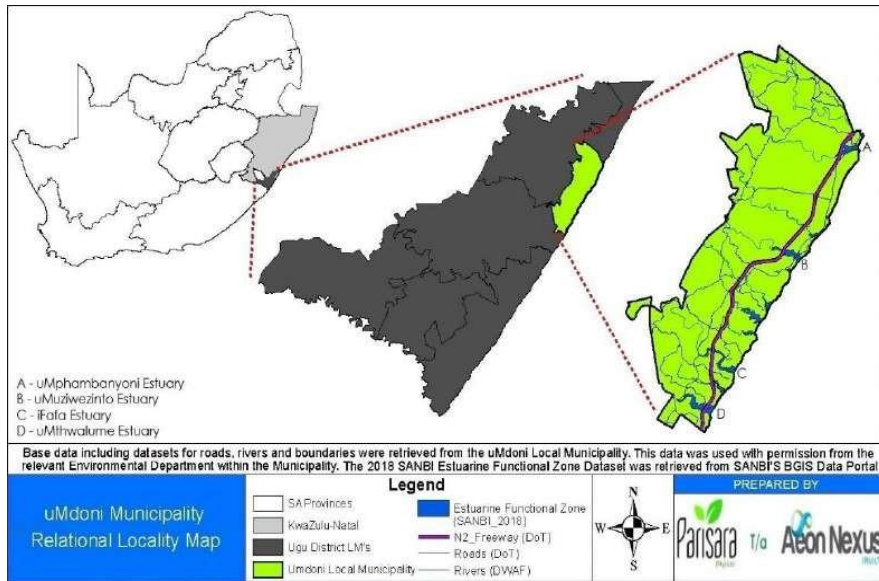 A
B
C
D
A - uMphambanyoni Estuary
B - uMuziwezinto Estuary
C - iFafa Estuary
D - uMthwalume Estuary
Base data including datasets for roads, rivers and boundaries were retrieved from the uMdoni Local Municipality. This data was used with permission from the
relevant Environmental Department within the Municipality. The 2018 SANBI Estuarine Functional Zone Dataset was retrieved from SANBI'S BGIS Data Portal
uMdoni Municipality
Relational Locality Map
Legend
SA Provinces
KwaZulu-Natal
Ugu District LM's
Umdoni Local Municipality
Estuarine Functional Zone
(SANBI_2018)
N2_Freeway (DoT)
Roads (DoT)
Rivers (DWAF)
N
W
E
S
PREPARED BY
Parisara
T/a
Aeon Nexus